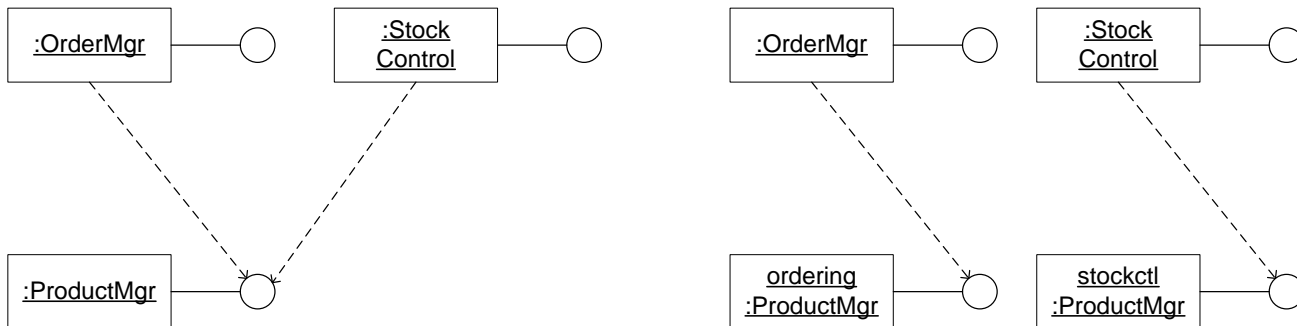 :OrderMgr
:Stock
Control
:OrderMgr
:Stock
Control
:ProductMgr
ordering
:ProductMgr
stockctl
:ProductMgr